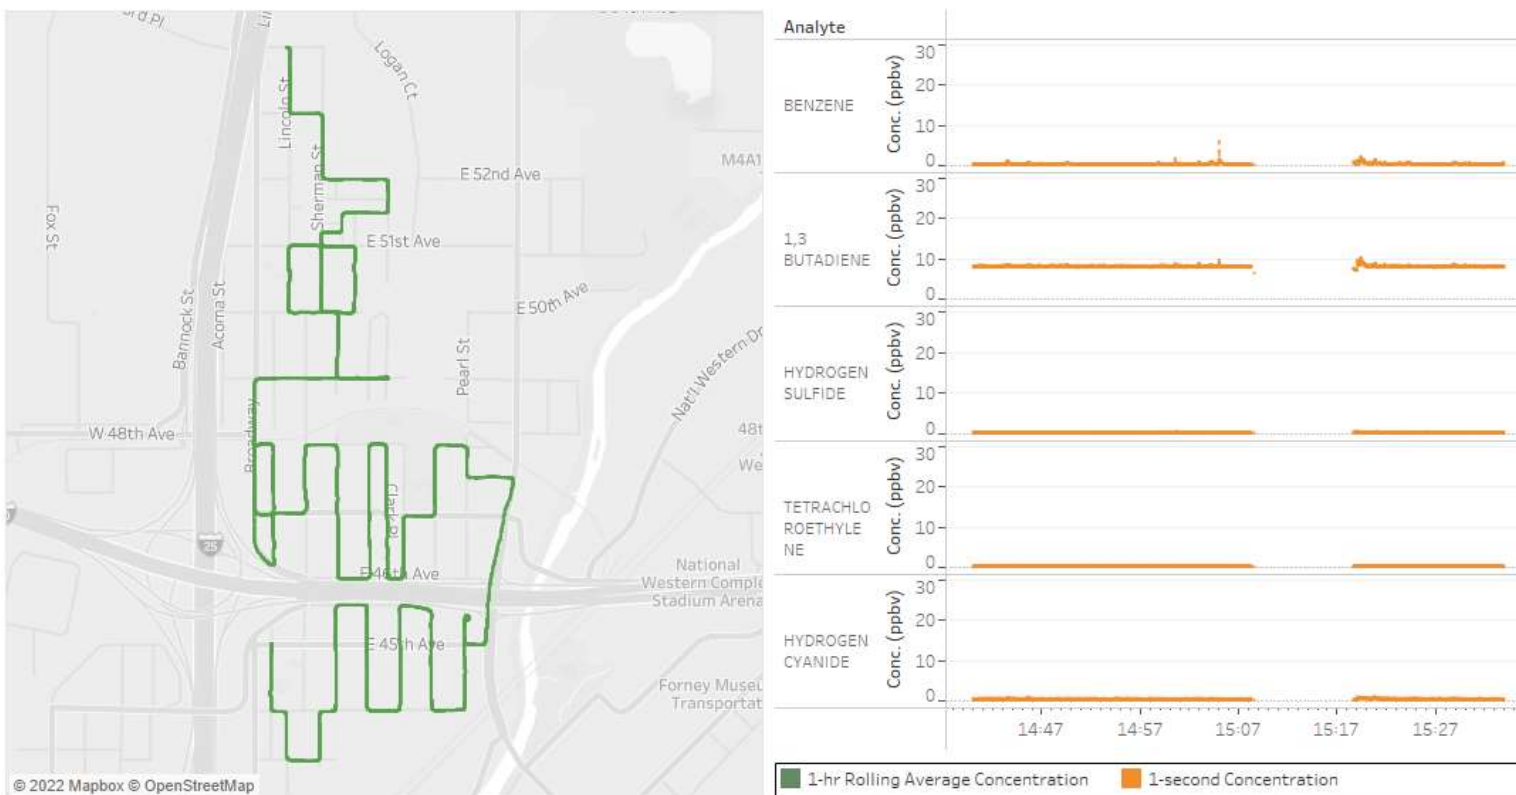 Lincoln St
Logan Ct
Sherman St
E 52nd Ave
M4A1
Fox St
E 51st Ave
E 50th Ave
Bannock St
Acoma St
Pearl St
Nat'l Western Dr
Broadway
W 48th Ave
48t
We
Clark Pl
25
E 46th Ave
National
Western Comple
Stadium Arena
E 45th Ave
Forney Museu
Transportat
© 2022 Mapbox © OpenStreetMap
Analyte
BENZENE
Conc. (ppbv)
30
20
10
0
1,3
BUTADIENE
Conc. (ppbv)
30
20
10
0
HYDROGEN
SULFIDE
Conc. (ppbv)
30
20
10
0
TETRACHLO
ROETHYLE
NE
Conc. (ppbv)
30
20
10
0
HYDROGEN
CYANIDE
Conc. (ppbv)
30
20
10
0
14:47 14:57 15:07 15:17 15:27
1-hr Rolling Average Concentration 1-second Concentration